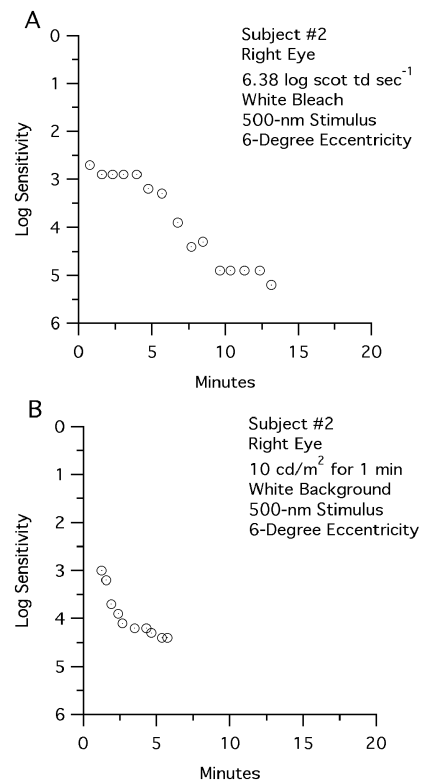 A
Subject #2
Right Eye
6.38 log scot td sec⁻¹
White Bleach
500-nm Stimulus
6-Degree Eccentricity
Log Sensitivity
0
1
2
3
4
5
6
0 5 10 15 20
Minutes
B
Subject #2
Right Eye
10 cd/m² for 1 min
White Background
500-nm Stimulus
6-Degree Eccentricity
Log Sensitivity
0
1
2
3
4
5
6
0 5 10 15 20
Minutes